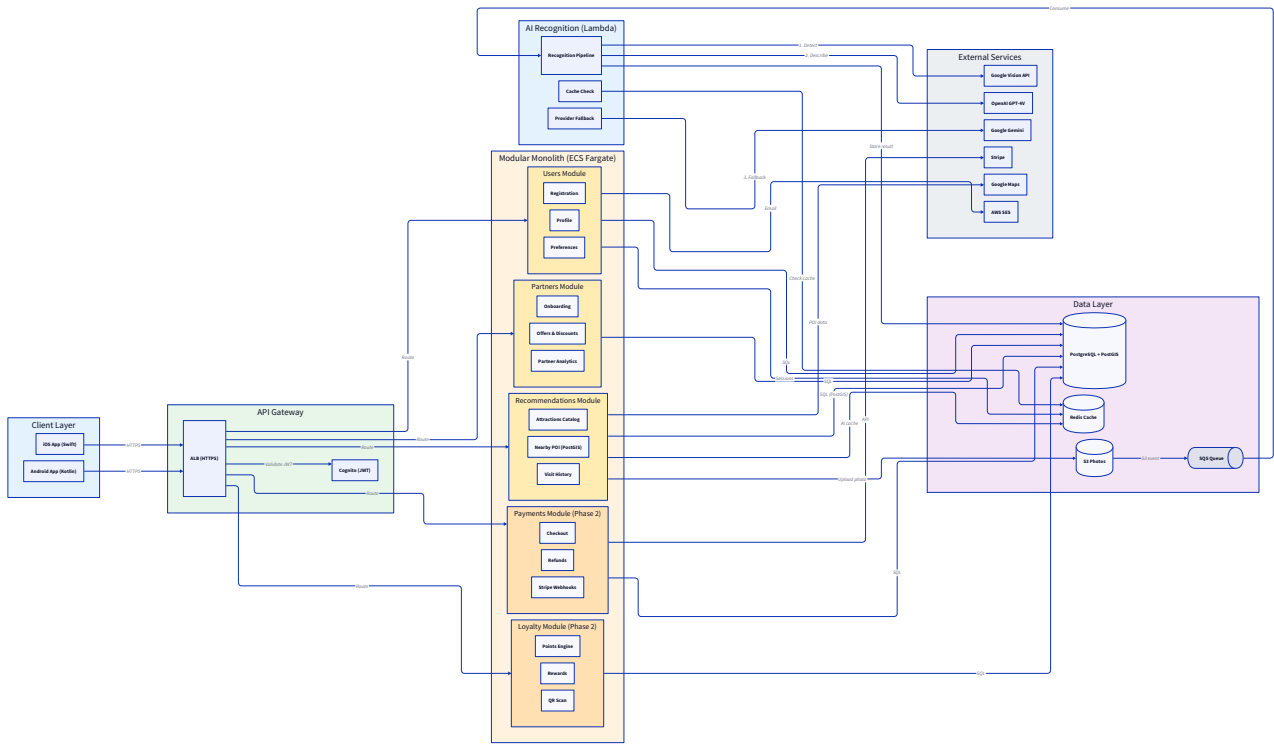 Consume
AI Recognition (Lambda)
Recognition Pipeline
Cache Check
Provider Fallback
1. Detect
2. Describe
3. Fallback
Store result
Check cache
External Services
Google Vision API
OpenAI GPT-4V
Google Gemini
Stripe
Google Maps
AWS SES
Modular Monolith (ECS Fargate)
Users Module
Registration
Profile
Preferences
Email
Partners Module
Onboarding
Offers & Discounts
Partner Analytics
POI data
SQL
Sessions
SQL
SQL (PostGIS)
AI cache
API
Data Layer
PostgreSQL + PostGIS
Redis Cache
S3 Photos
S3 event
SQS Queue
Client Layer
iOS App (Swift)
Android App (Kotlin)
HTTPS
HTTPS
API Gateway
ALB (HTTPS)
Validate JWT
Cognito (JWT)
Route
Route
Route
Route
Route
Recommendations Module
Attractions Catalog
Nearby POI (PostGIS)
Visit History
Upload photo
Payments Module (Phase 2)
Checkout
Refunds
Stripe Webhooks
SQL
Loyalty Module (Phase 2)
Points Engine
Rewards
QR Scan
SQL